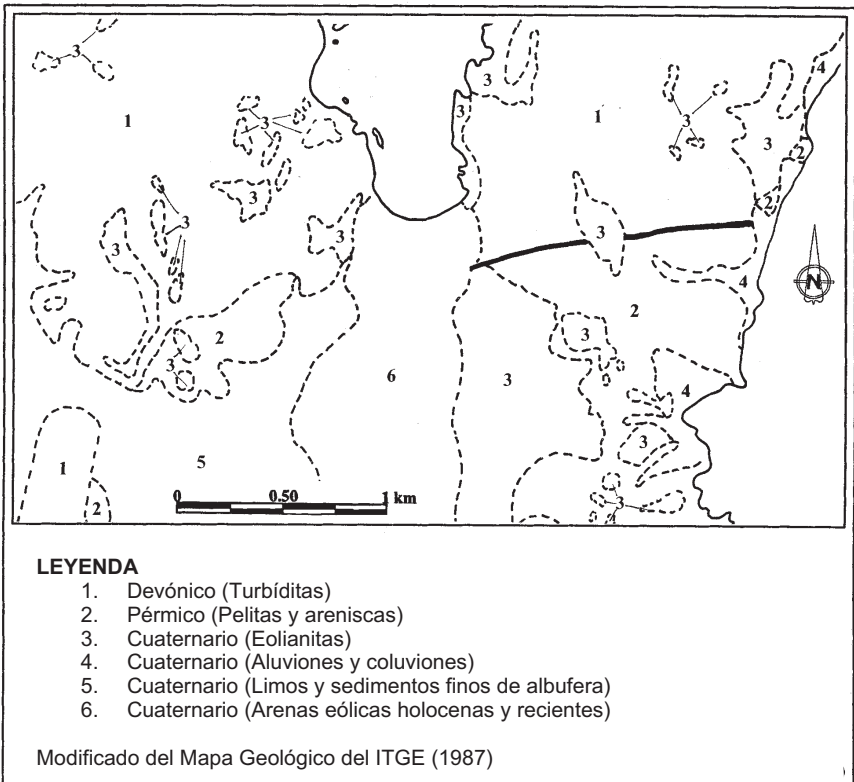 3
4
3
3
3
3
1
1
3
2
3
2
3
3
3
3
N
4
2
2
3
3
6
3
4
3
1
5
2
0 0.50 1 km
3
LEYENDA
1. Devónico (Turbíditas)
2. Pérmico (Pelitas y areniscas)
3. Cuaternario (Eolianitas)
4. Cuaternario (Aluviones y coluviones)
5. Cuaternario (Limos y sedimentos finos de albufera)
6. Cuaternario (Arenas eólicas holocenas y recientes)
Modificado del Mapa Geológico del ITGE (1987)